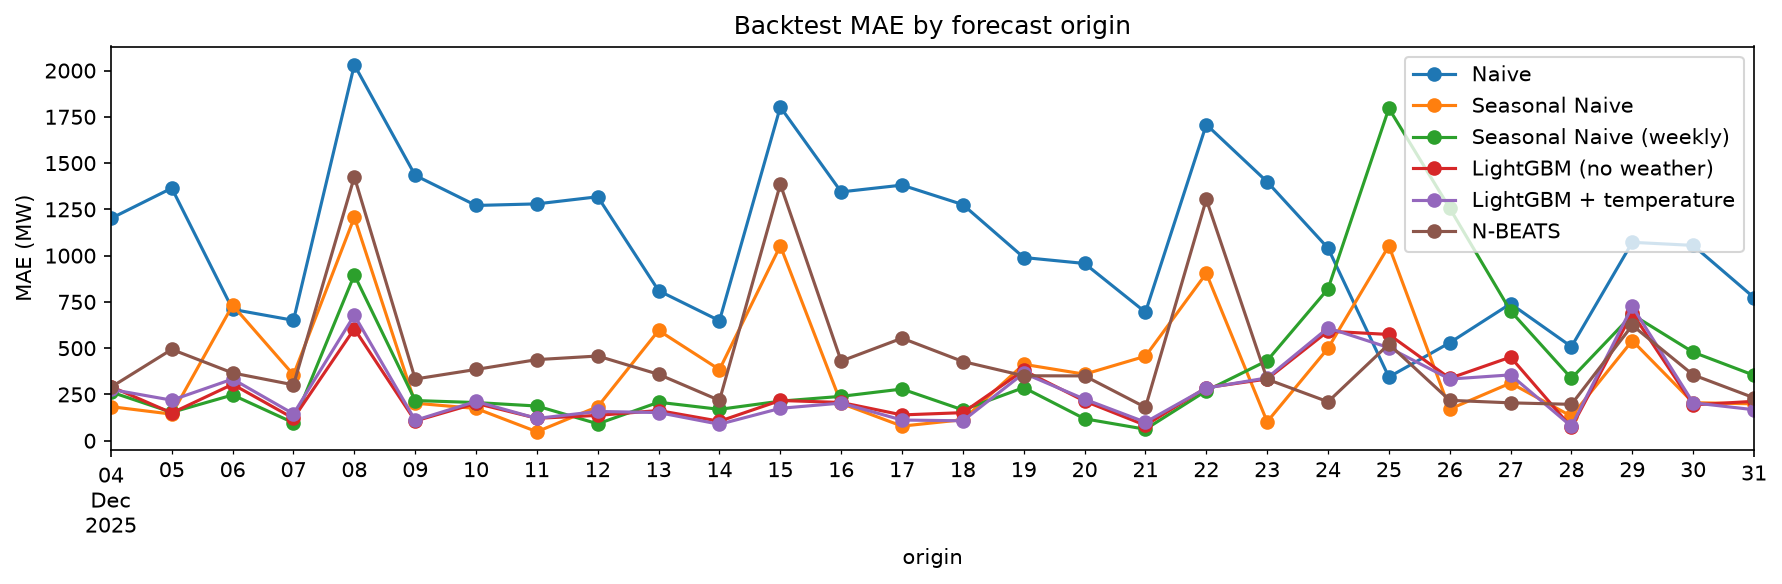 Backtest MAE by forecast origin
MAE (MW)
2000
1750
1500
1250
1000
750
500
250
0
Naive
Seasonal Naive
Seasonal Naive (weekly)
LightGBM (no weather)
LightGBM + temperature
N-BEATS
04 05 06 07 08 09 10 11 12 13 14 15 16 17 18 19 20 21 22 23 24 25 26 27 28 29 30 31
Dec
2025
origin